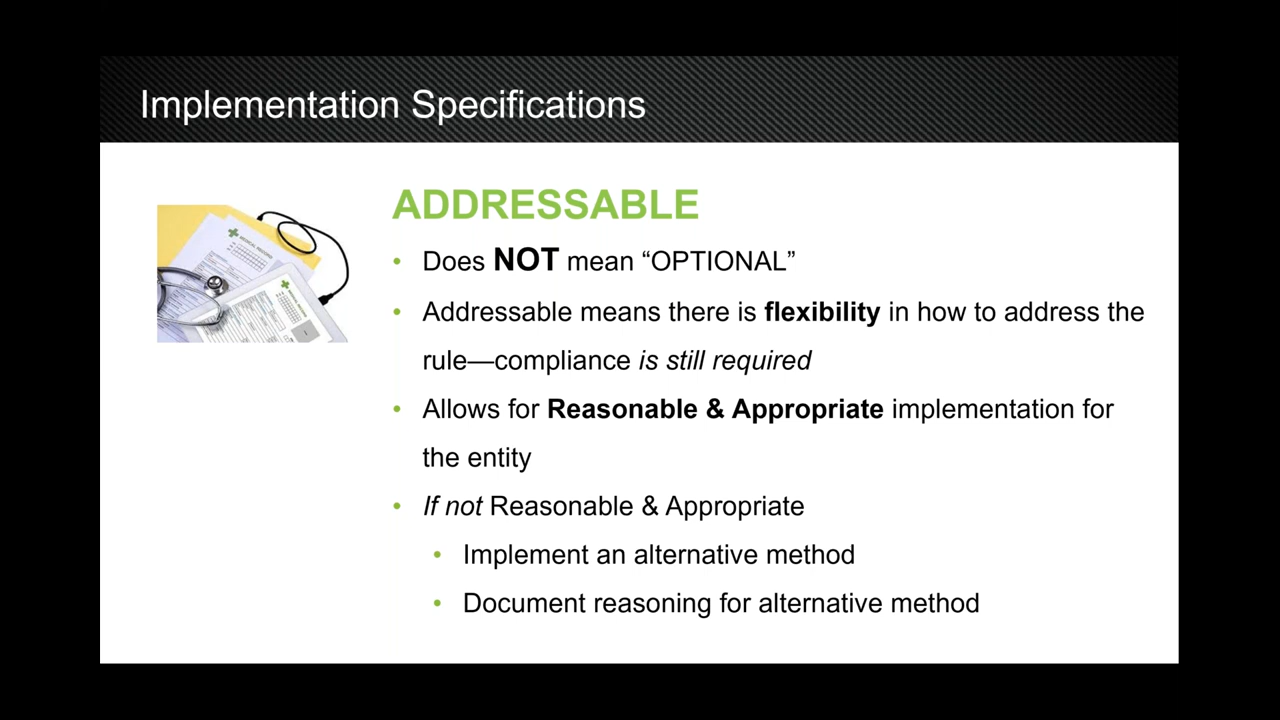 Implementation Specifications
ADDRESSABLE
• Does NOT mean “OPTIONAL”
• Addressable means there is flexibility in how to address the
rule—compliance is still required
• Allows for Reasonable & Appropriate implementation for
the entity
• If not Reasonable & Appropriate
• Implement an alternative method
• Document reasoning for alternative method
MEDICAL RECORD